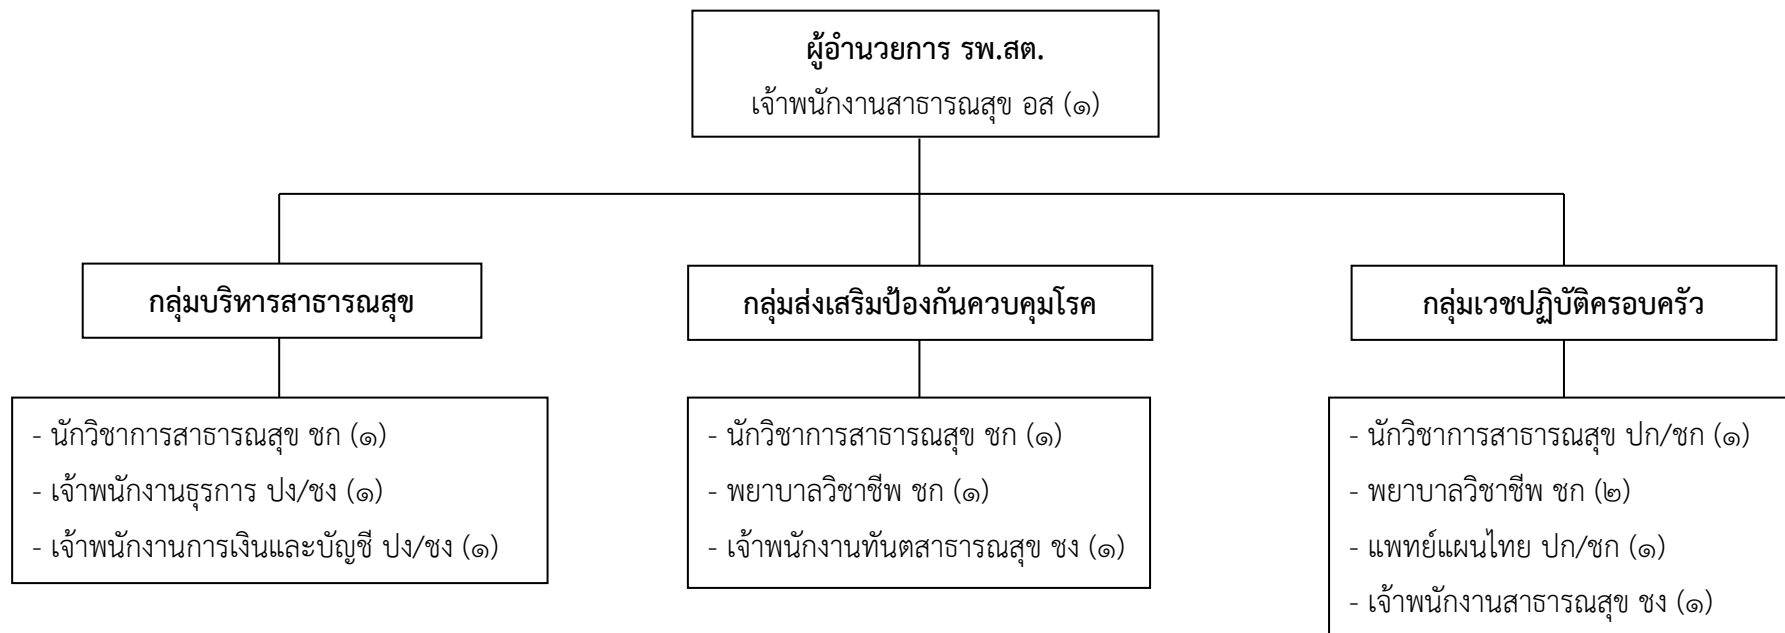 ผู้อำนวยการ รพ.สต.
เจ้าพนักงานสาธารณสุข อส (๑)
กลุ่มบริหารสาธารณสุข
- นักวิชาการสาธารณสุข ชก (๑)
- เจ้าพนักงานธุรการ ปง/ชง (๑)
- เจ้าพนักงานการเงินและบัญชี ปง/ชง (๑)
กลุ่มส่งเสริมป้องกันควบคุมโรค
- นักวิชาการสาธารณสุข ชก (๑)
- พยาบาลวิชาชีพ ชก (๑)
- เจ้าพนักงานทันตสาธารณสุข ชง (๑)
กลุ่มเวชปฏิบัติครอบครัว
- นักวิชาการสาธารณสุข ปก/ชก (๑)
- พยาบาลวิชาชีพ ชก (๒)
- แพทย์แผนไทย ปก/ชก (๑)
- เจ้าพนักงานสาธารณสุข ชง (๑)